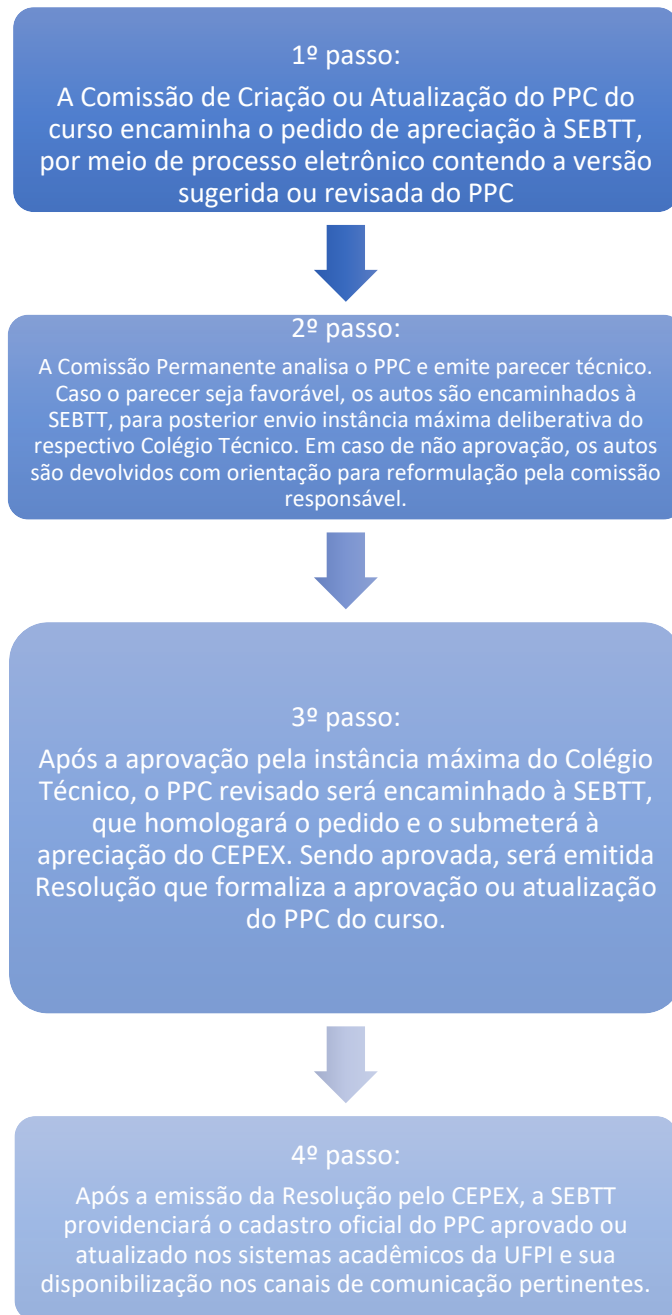 1º passo:
A Comissão de Criação ou Atualização do PPC do
curso encaminha o pedido de apreciação à SEBTT,
por meio de processo eletrônico contendo a versão
sugerida ou revisada do PPC
2º passo:
A Comissão Permanente analisa o PPC e emite parecer técnico.
Caso o parecer seja favorável, os autos são encaminhados à
SEBTT, para posterior envio instância máxima deliberativa do
respectivo Colégio Técnico. Em caso de não aprovação, os autos
são devolvidos com orientação para reformulação pela comissão
responsável.
3º passo:
Após a aprovação pela instância máxima do Colégio
Técnico, o PPC revisado será encaminhado à SEBTT,
que homologará o pedido e o submeterá à
apreciação do CEPEX. Sendo aprovada, será emitida
Resolução que formaliza a aprovação ou atualização
do PPC do curso.
4º passo:
Após a emissão da Resolução pelo CEPEX, a SEBTT
providenciará o cadastro oficial do PPC aprovado ou
atualizado nos sistemas acadêmicos da UFPI e sua
disponibilização nos canais de comunicação pertinentes.